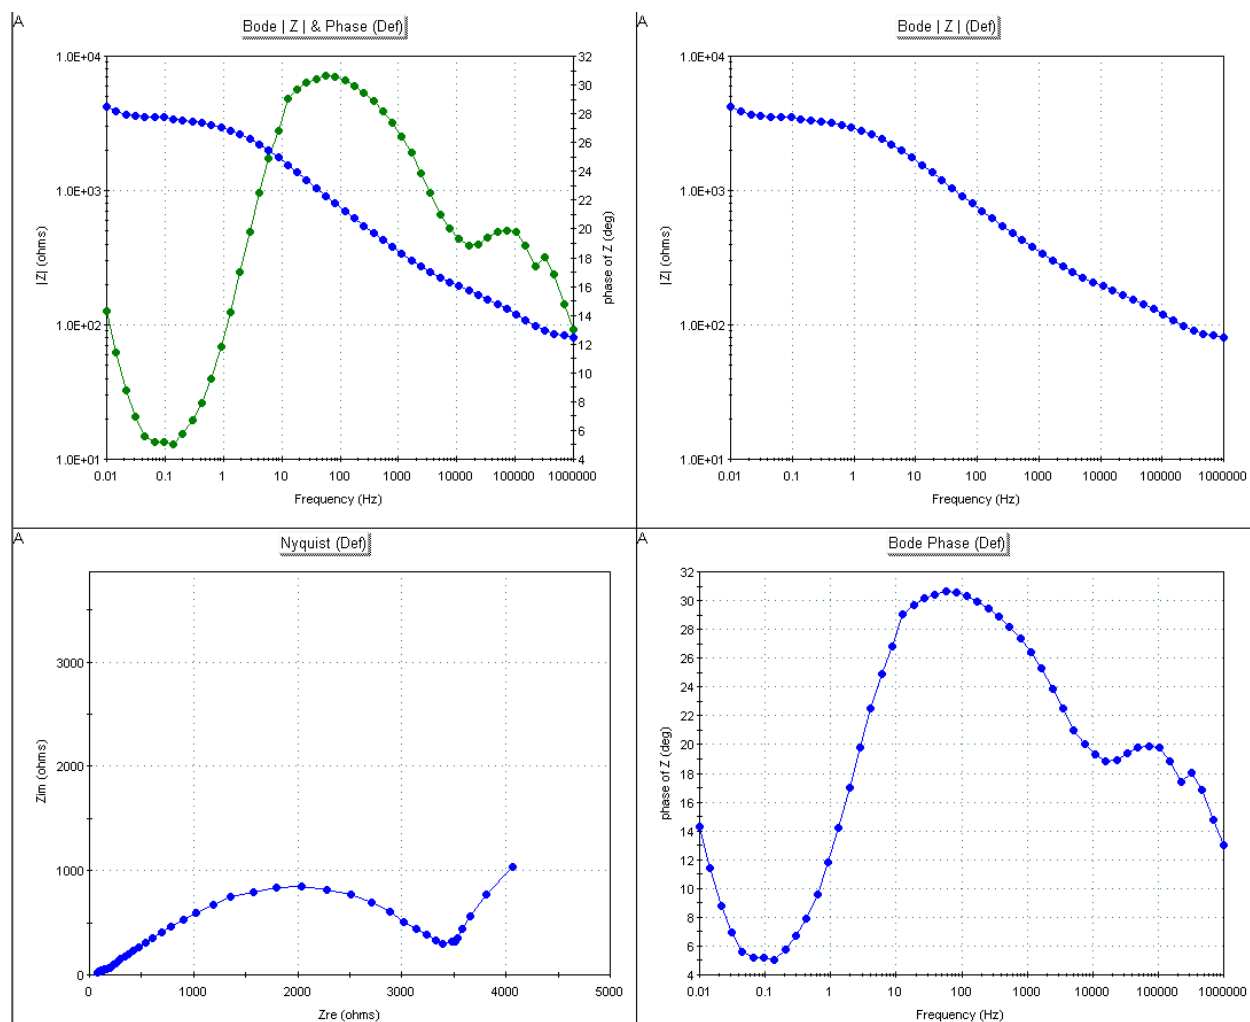 A
Bode | Z | & Phase (Def)
1.0E+04
1.0E+03
1.0E+02
1.0E+01
|Z| (ohms)
32
30
28
26
24
22
20
18
16
14
12
10
8
6
4
phase of Z (deg)
0.01 0.1 1 10 100 1000 10000 100000 1000000
Frequency (Hz)
A
Bode | Z | (Def)
1.0E+04
1.0E+03
1.0E+02
1.0E+01
|Z| (ohms)
0.01 0.1 1 10 100 1000 10000 100000 1000000
Frequency (Hz)
A
Nyquist (Def)
3000
2000
1000
0
Zim (ohms)
0 1000 2000 3000 4000 5000
Zre (ohms)
A
Bode Phase (Def)
32
30
28
26
24
22
20
18
16
14
12
10
8
6
4
phase of Z (deg)
0.01 0.1 1 10 100 1000 10000 100000 1000000
Frequency (Hz)